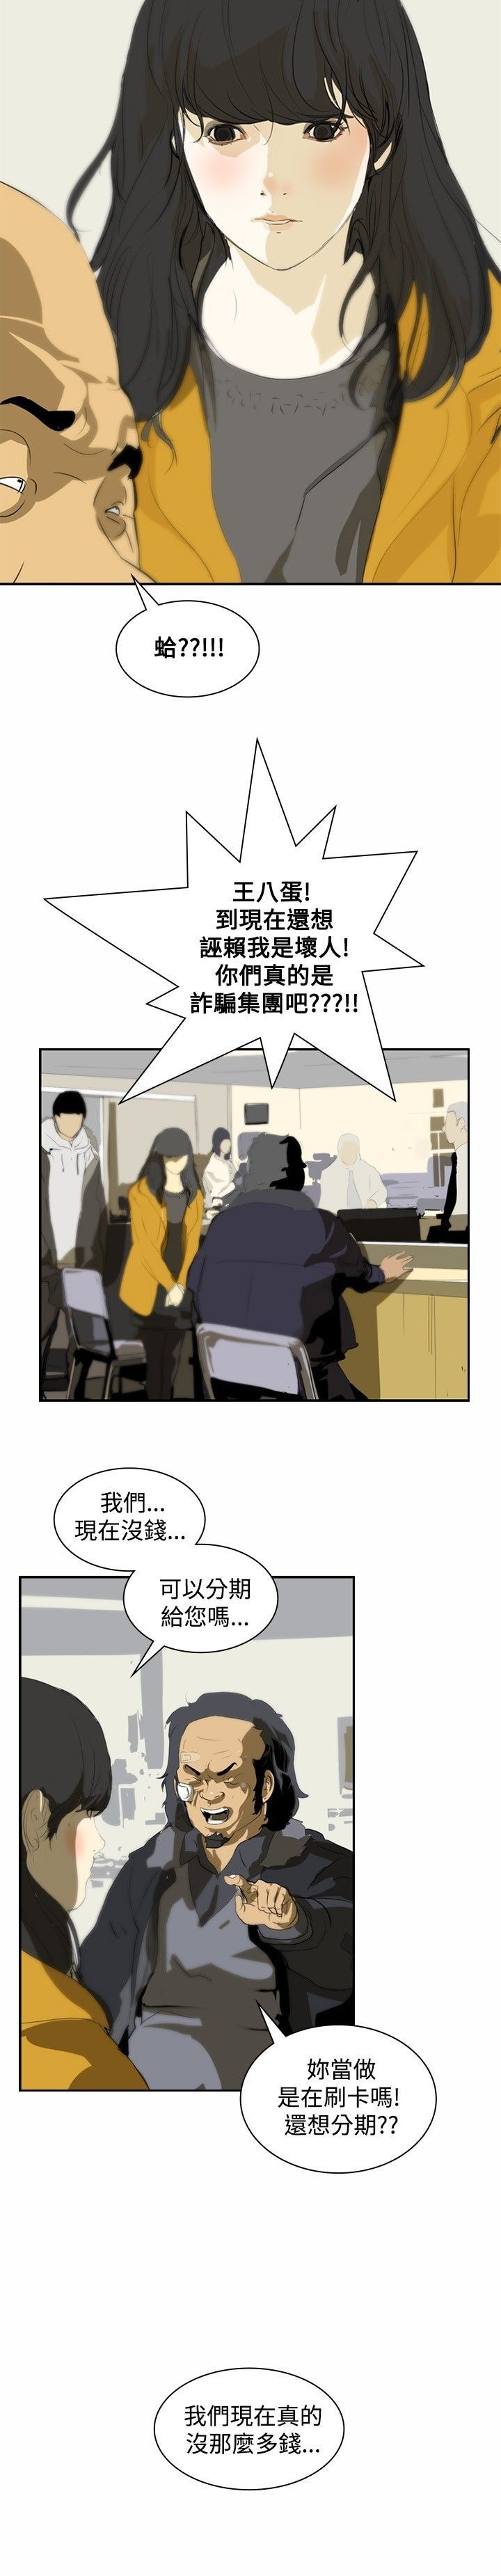 蛤??!!!
王八蛋!
到現在還想
誣賴我是壞人!
你們真的是
詐騙集團吧???!!
我們...
現在沒錢...
可以分期
給您嗎...
妳當做
是在刷卡嗎!
還想分期??
我們現在真的
沒那麼多錢...